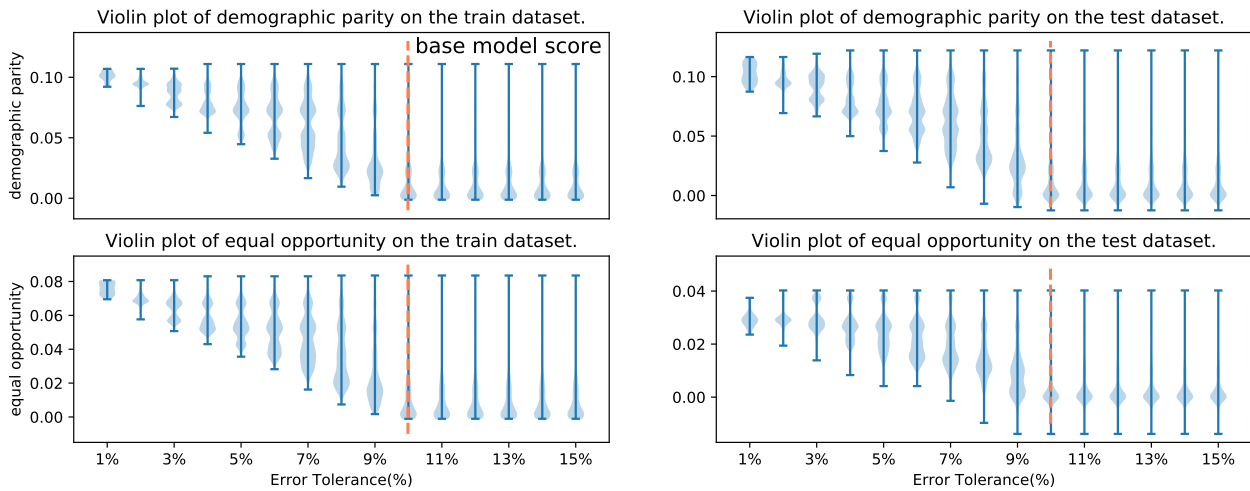 Violin plot of demographic parity on the train dataset.
demographic parity
0.10
0.05
0.00
base model score
Violin plot of demographic parity on the test dataset.
0.10
0.05
0.00
Violin plot of equal opportunity on the train dataset.
equal opportunity
0.08
0.06
0.04
0.02
0.00
1% 3% 5% 7% 9% 11% 13% 15%
Error Tolerance(%)
Violin plot of equal opportunity on the test dataset.
0.04
0.02
0.00
1% 3% 5% 7% 9% 11% 13% 15%
Error Tolerance(%)